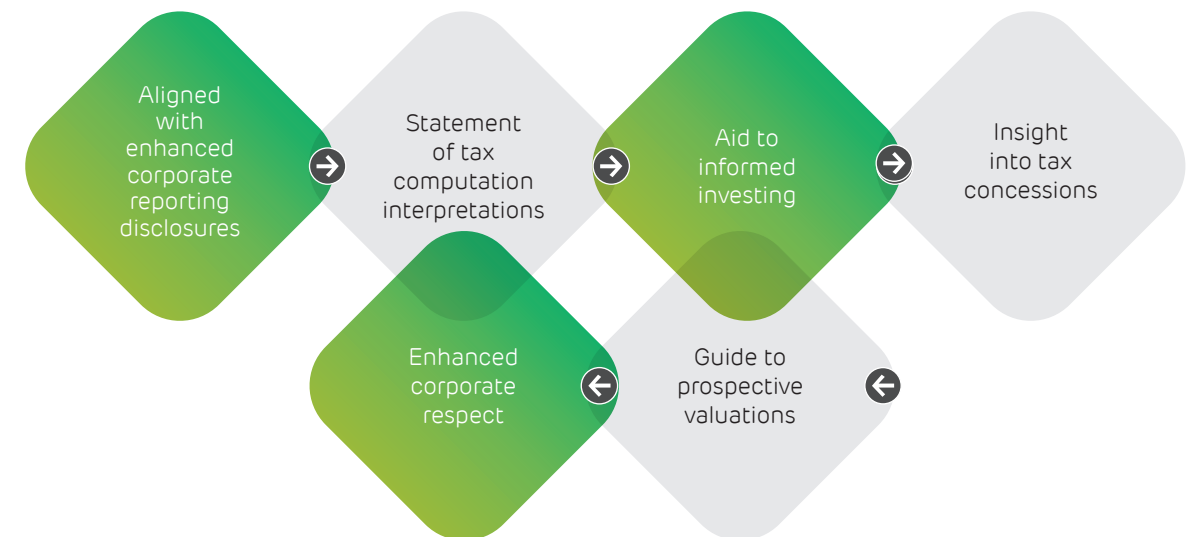 Aligned
with
enhanced
corporate
reporting
disclosures
Statement
of tax
computation
interpretations
Aid to
informed
investing
Insight
into tax
concessions
Enhanced
corporate
respect
Guide to
prospective
valuations